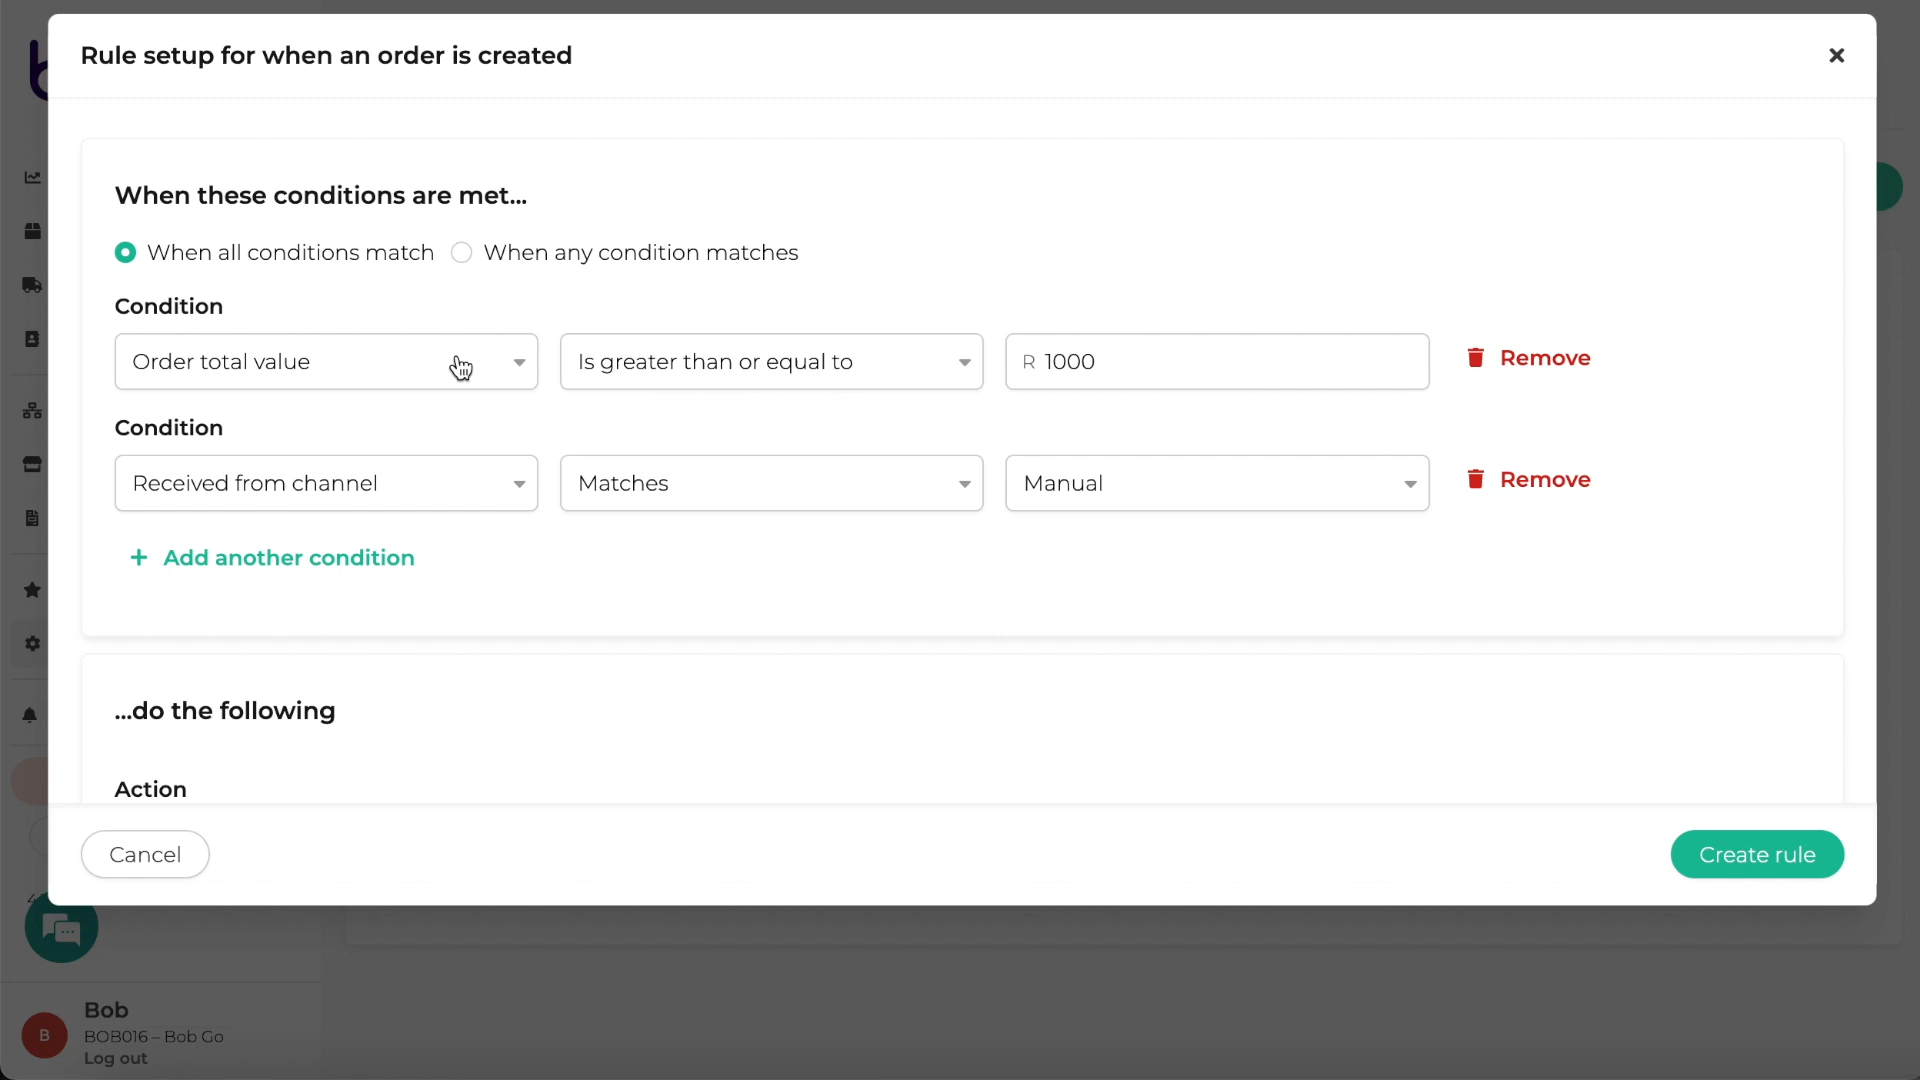 Rule setup for when an order is created
When these conditions are met...
When all conditions match When any condition matches
Condition
Order total value Is greater than or equal to R 1000 Remove
Condition
Received from channel Matches Manual Remove
+ Add another condition
...do the following
Action
Cancel Create rule
B
Bob
BOB016 – Bob Go
Log out